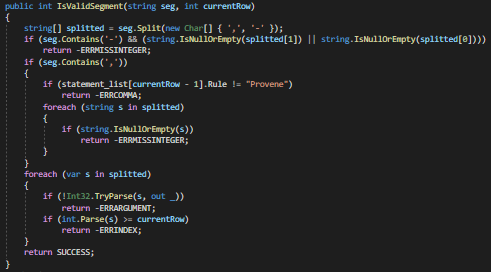 public int IsValidSegment(string seg, int currentRow)
{
string[] splitted = seg.Split(new Char[] { ',', '-' });
if (seg.Contains('-') && (string.IsNullOrEmpty(splitted[1]) || string.IsNullOrEmpty(splitted[0])))
return -ERRMISSINTEGER;
if (seg.Contains(','))
{
if (statement_list[currentRow - 1].Rule != "Provene")
return -ERRCOMMA;
foreach (string s in splitted)
{
if (string.IsNullOrEmpty(s))
return -ERRMISSINTEGER;
}
}
foreach (var s in splitted)
{
if (!Int32.TryParse(s, out _))
return -ERRARGUMENT;
if (int.Parse(s) >= currentRow)
return -ERRINDEX;
}
return SUCCESS;
}